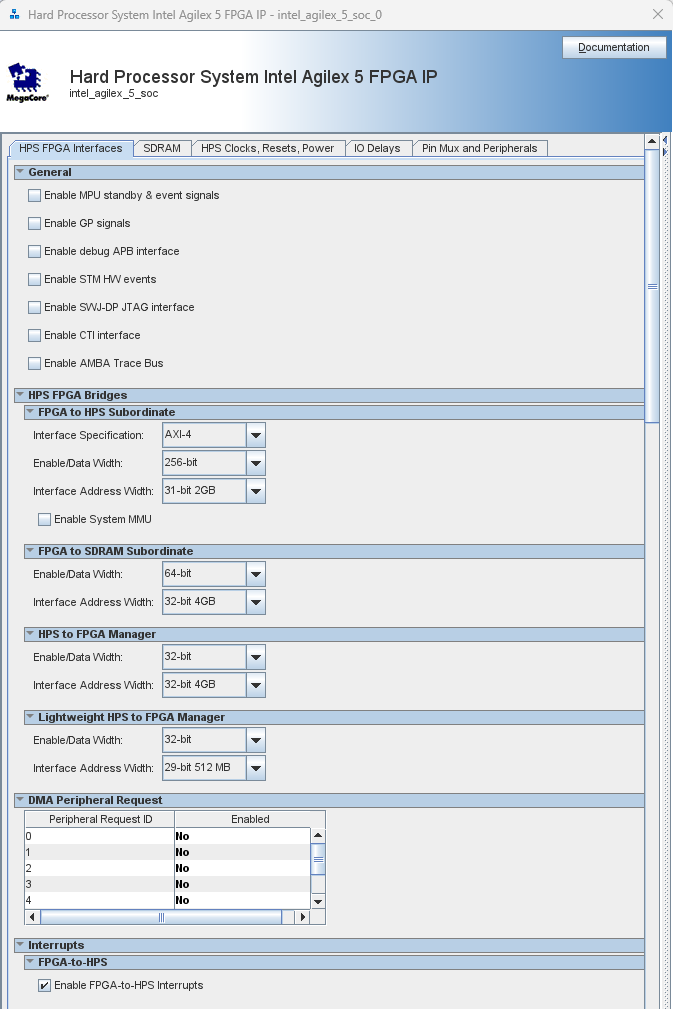 Hard Processor System Intel Agilex 5 FPGA IP - intel_agilex_5_soc_0
Documentation
MegaCore®
Hard Processor System Intel Agilex 5 FPGA IP
intel_agilex_5_soc
HPS FPGA Interfaces SDRAM HPS Clocks, Resets, Power IO Delays Pin Mux and Peripherals
General
Enable MPU standby & event signals
Enable GP signals
Enable debug APB interface
Enable STM HW events
Enable SWJ-DP JTAG interface
Enable CTI interface
Enable AMBA Trace Bus
HPS FPGA Bridges
FPGA to HPS Subordinate
Interface Specification: AXI-4
Enable/Data Width: 256-bit
Interface Address Width: 31-bit 2GB
Enable System MMU
FPGA to SDRAM Subordinate
Enable/Data Width: 64-bit
Interface Address Width: 32-bit 4GB
HPS to FPGA Manager
Enable/Data Width: 32-bit
Interface Address Width: 32-bit 4GB
Lightweight HPS to FPGA Manager
Enable/Data Width: 32-bit
Interface Address Width: 29-bit 512 MB
DMA Peripheral Request
Peripheral Request ID Enabled
0 No
1 No
2 No
3 No
4 No
Interrupts
FPGA-to-HPS
Enable FPGA-to-HPS Interrupts